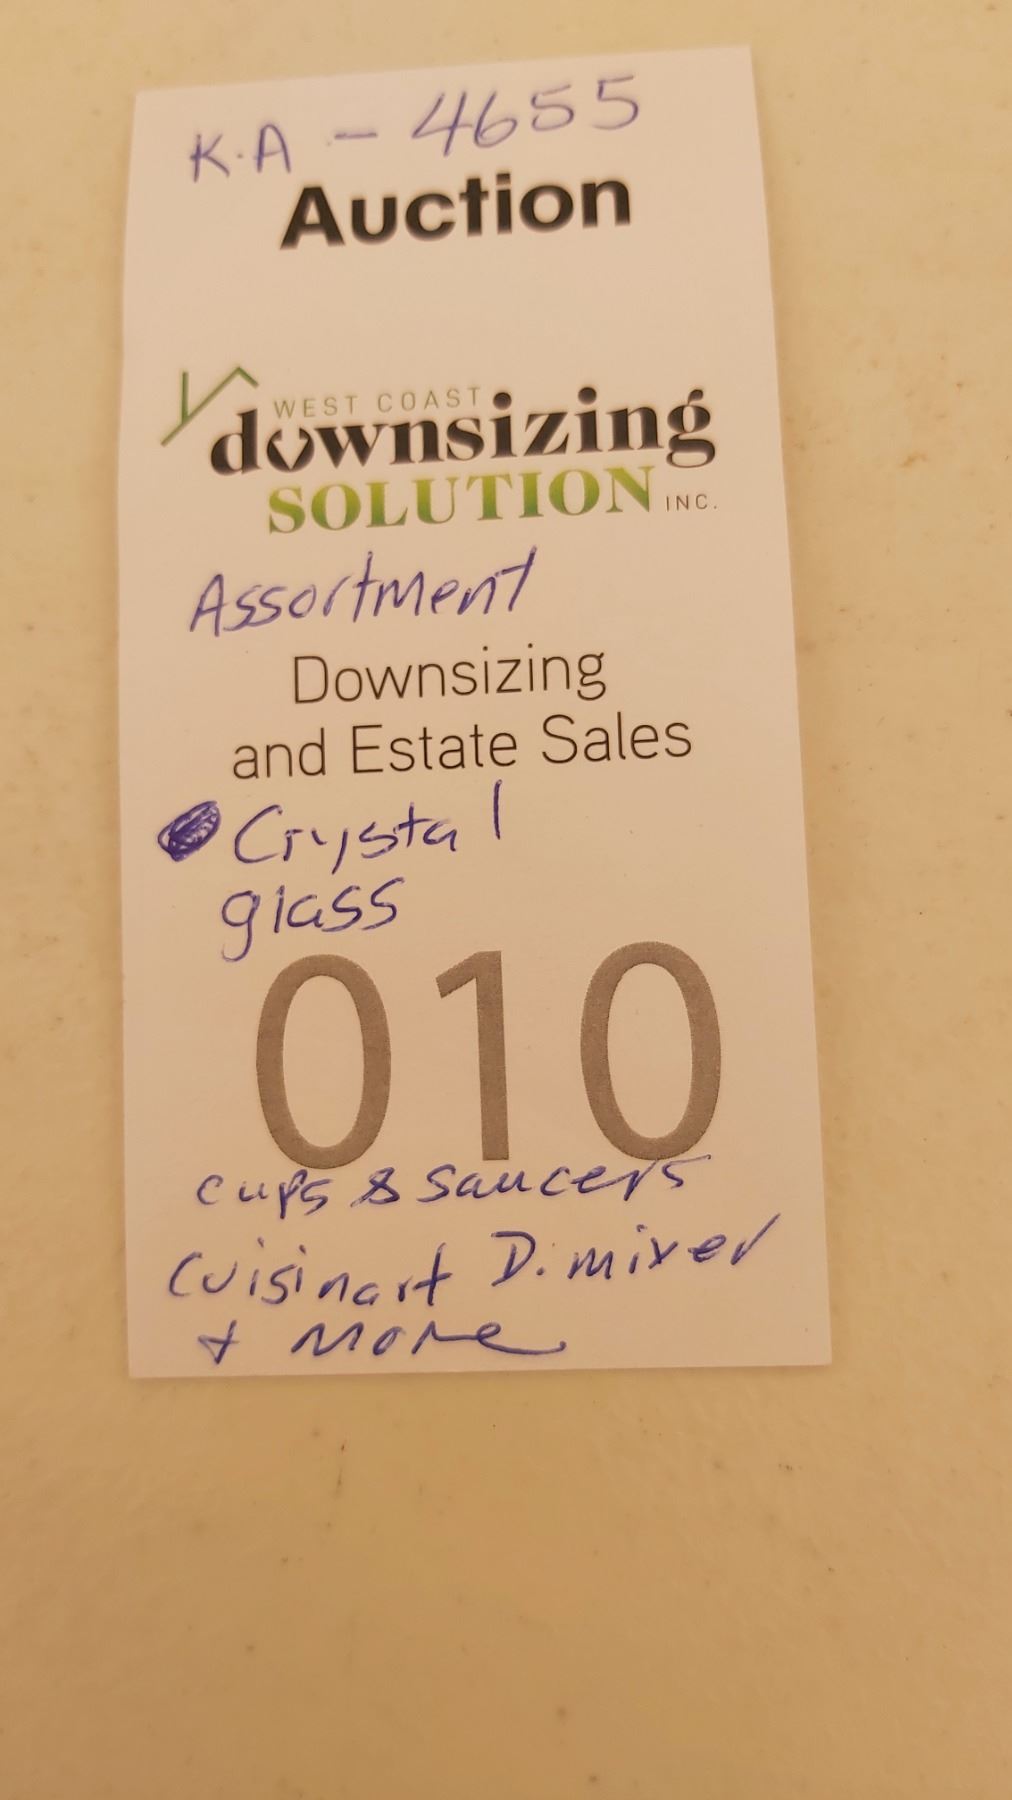 K.A - 4655
Auction
WEST COAST
downsizing
SOLUTION INC.
Assortment
Downsizing
and Estate Sales
Crystal
glass
010
cups & saucers
Cuisinart D. mixer
+ More